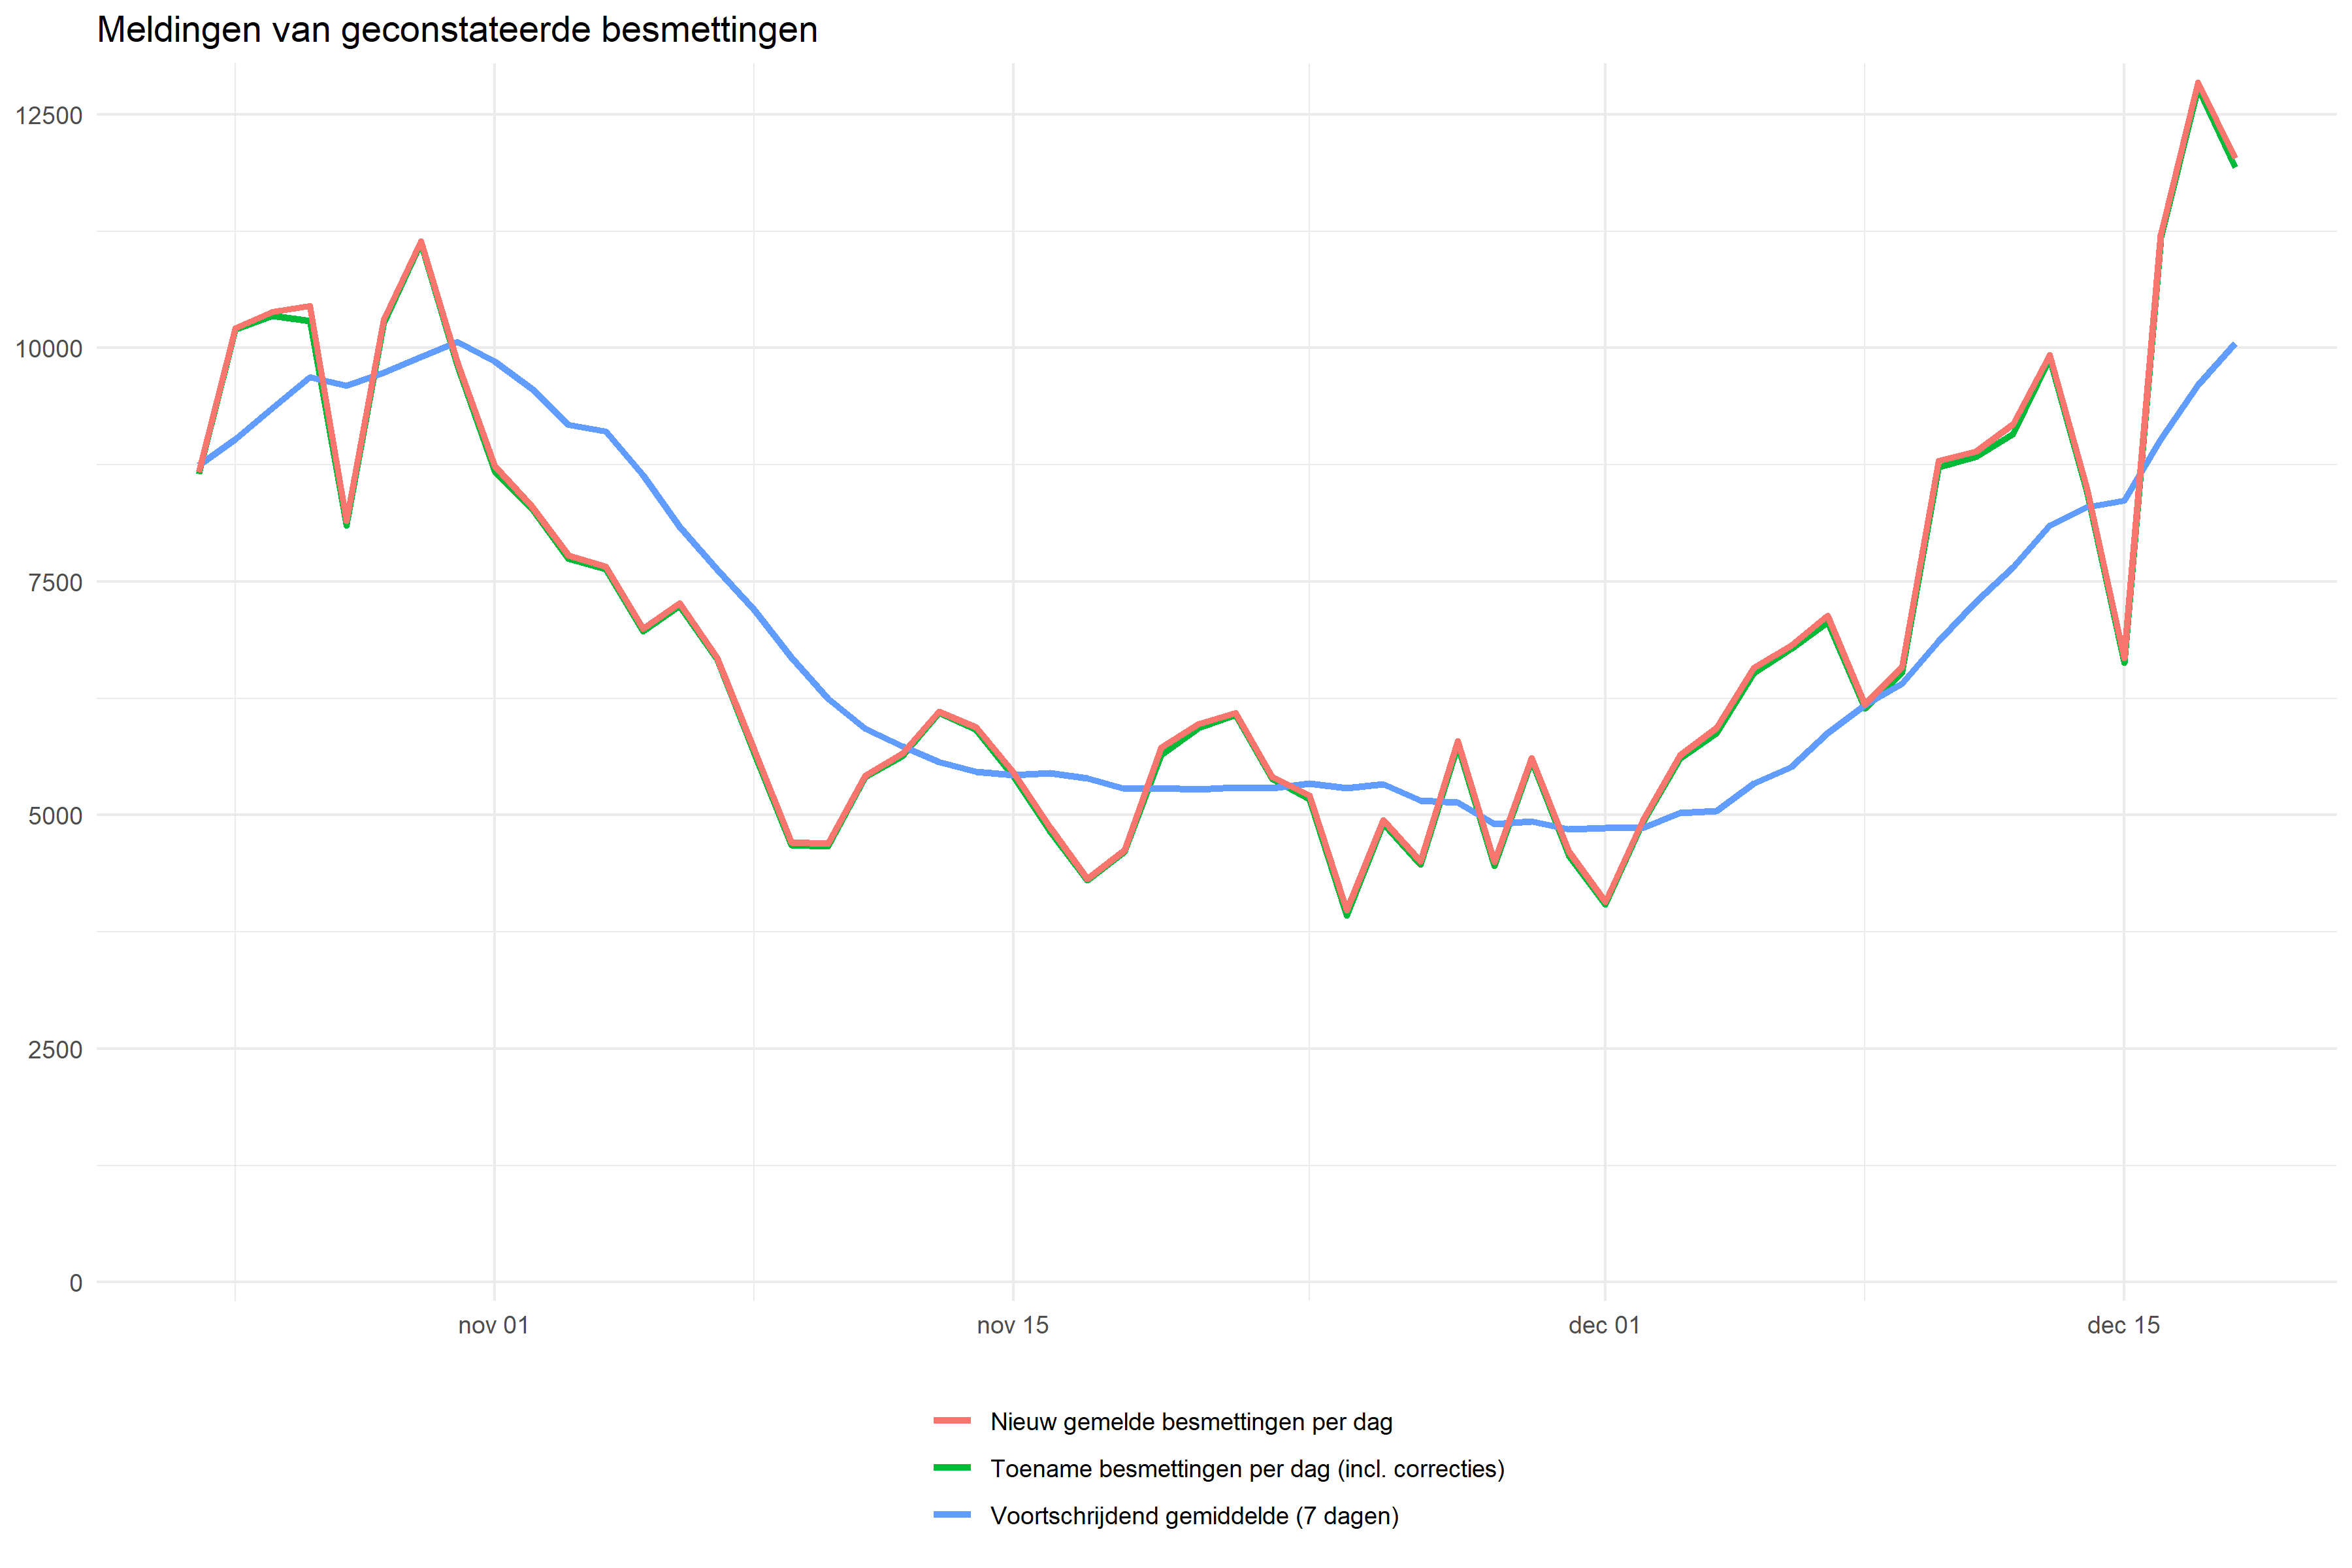 Meldingen van geconstateerde besmettingen
12500
10000
7500
5000
2500
0
nov 01 nov 15 dec 01 dec 15
Nieuw gemelde besmettingen per dag
Toename besmettingen per dag (incl. correcties)
Voortschrijdend gemiddelde (7 dagen)